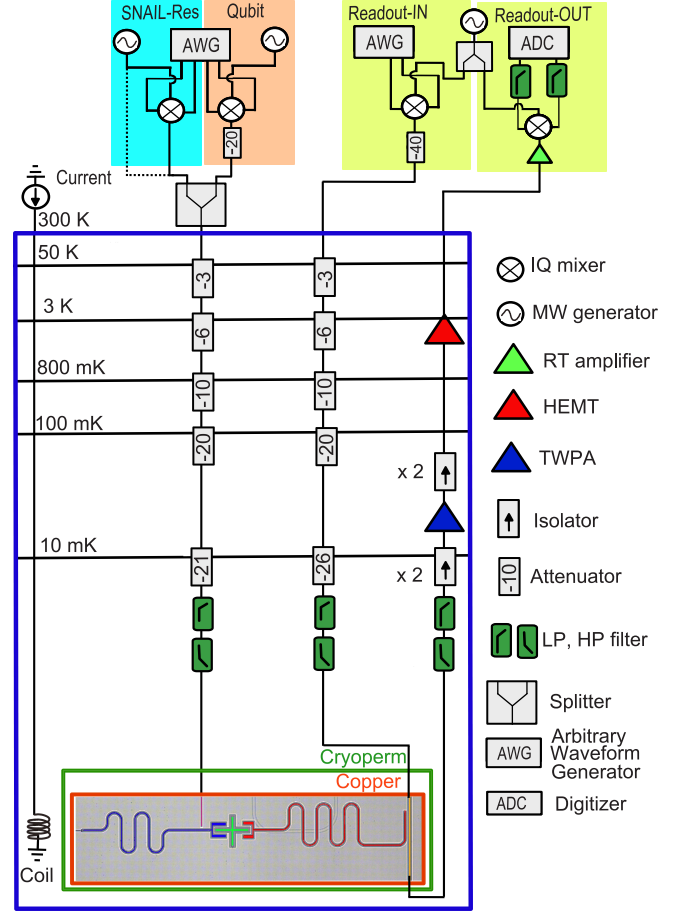 SNAIL-Res
Qubit
Readout-IN
Readout-OUT
AWG
AWG
ADC
-20
-40
Current
300 K
50 K
-3
-3
3 K
-6
-6
800 mK
-10
-10
100 mK
-20
-20
x 2
10 mK
-21
-26
x 2
Cryoperm
Copper
Coil
IQ mixer
MW generator
RT amplifier
HEMT
TWPA
Isolator
-10
Attenuator
LP, HP filter
Splitter
AWG
Arbitrary
Waveform
Generator
ADC
Digitizer